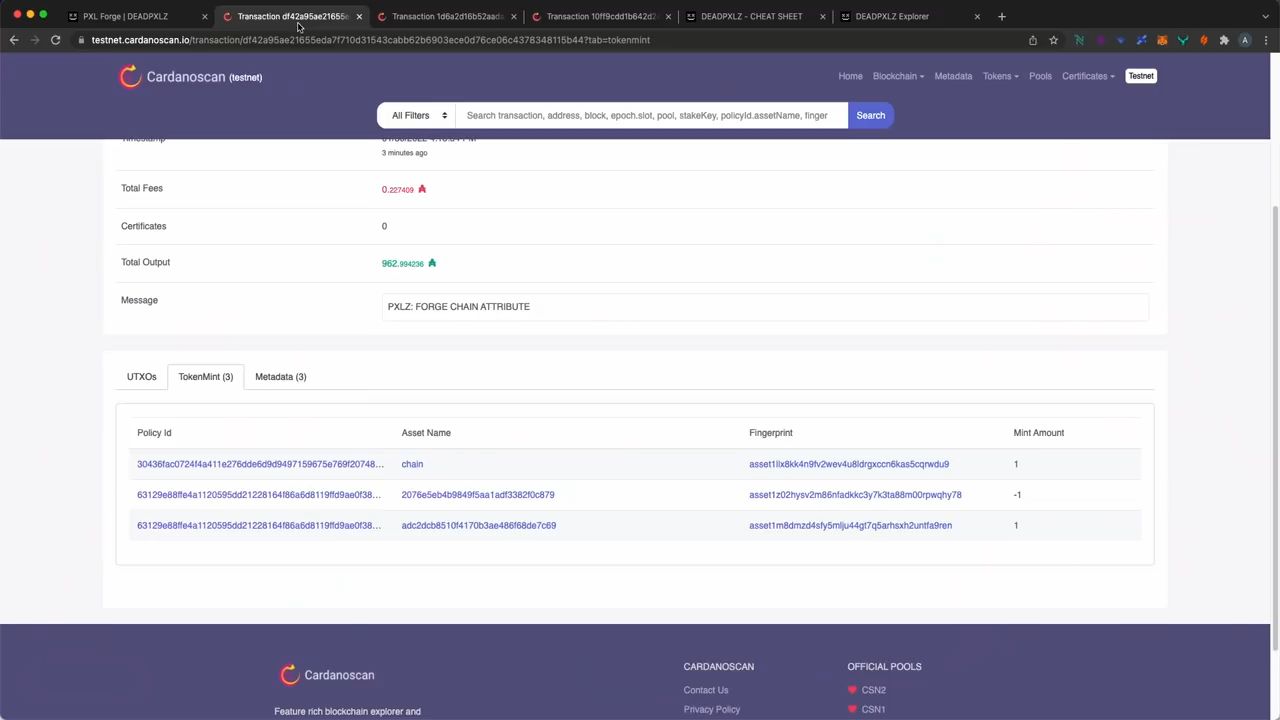 PXL Forge | DEADPXLZ
Transaction df42a95ae21655e
Transaction 1d6a2d16b52aada
Transaction 10ff9cdd1b642d2
DEADPXLZ - CHEAT SHEET
DEADPXLZ Explorer
testnet.cardanoscan.io/transaction/df42a95ae21655eda7f710d31543cabb62b6903ece0d76ce06c4378348115b44?tab=tokenmint
Cardanoscan (testnet)
Home Blockchain Metadata Tokens Pools Certificates Testnet
All Filters Search transaction, address, block, epoch.slot, pool, stakeKey, policyId.assetName, finger Search
Timestamp
3 minutes ago
Total Fees 0.227409
Certificates 0
Total Output 962.994236
Message PXLZ: FORGE CHAIN ATTRIBUTE
UTXOs TokenMint (3) Metadata (3)
Policy Id Asset Name Fingerprint Mint Amount
30436fac0724f4a411e276dde6d9d9497159675e769f20748... chain asset1llx8kk4n9fv2wev4u8ldrgxccn6kas5cqrwdu9 1
63129e88ffe4a1120595dd21228164f86a6d8119ffd9ae0f38... 2076e5eb4b9849f5aa1adf3382f0c879 asset1z02hysv2m86nfadkkc3y7k3ta88m00rpwqhy78 -1
63129e88ffe4a1120595dd21228164f86a6d8119ffd9ae0f38... adc2dcb8510f4170b3ae486f68de7c69 asset1m8dmzd4sfy5mlju44gt7q5arhsxh2untfa9ren 1
Cardanoscan
Feature rich blockchain explorer and
CARDANOSCAN
Contact Us
Privacy Policy
OFFICIAL POOLS
CSN2
CSN1